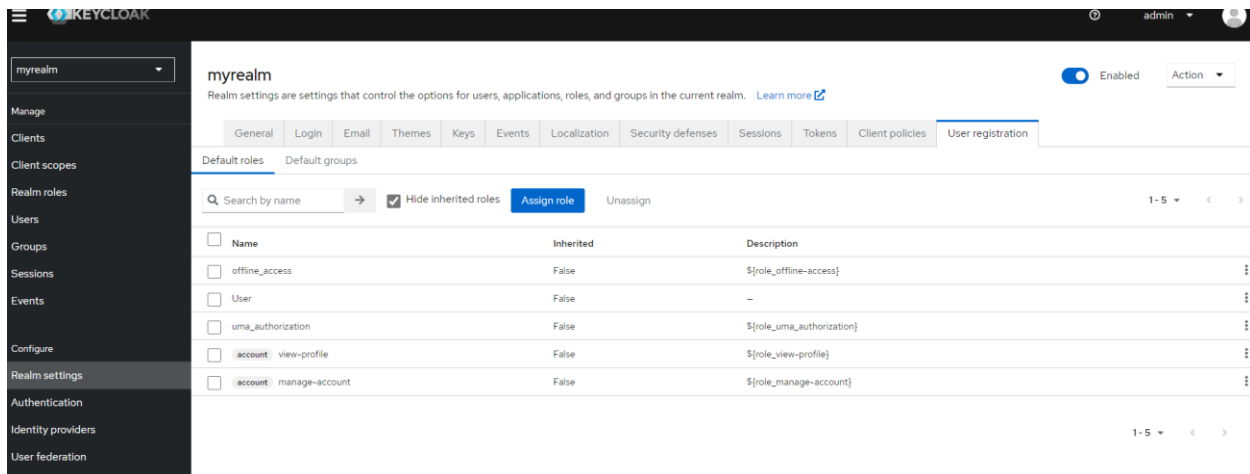 KEYCLOAK
admin
myrealm
Manage
Clients
Client scopes
Realm roles
Users
Groups
Sessions
Events
Configure
Realm settings
Authentication
Identity providers
User federation
myrealm
Enabled
Action
Realm settings are settings that control the options for users, applications, roles, and groups in the current realm. Learn more
General Login Email Themes Keys Events Localization Security defenses Sessions Tokens Client policies User registration
Default roles Default groups
Search by name Hide inherited roles Assign role Unassign 1-5
Name Inherited Description
offline_access False ${role_offline-access}
User False –
uma_authorization False ${role_uma_authorization}
account view-profile False ${role_view-profile}
account manage-account False ${role_manage-account}
1-5